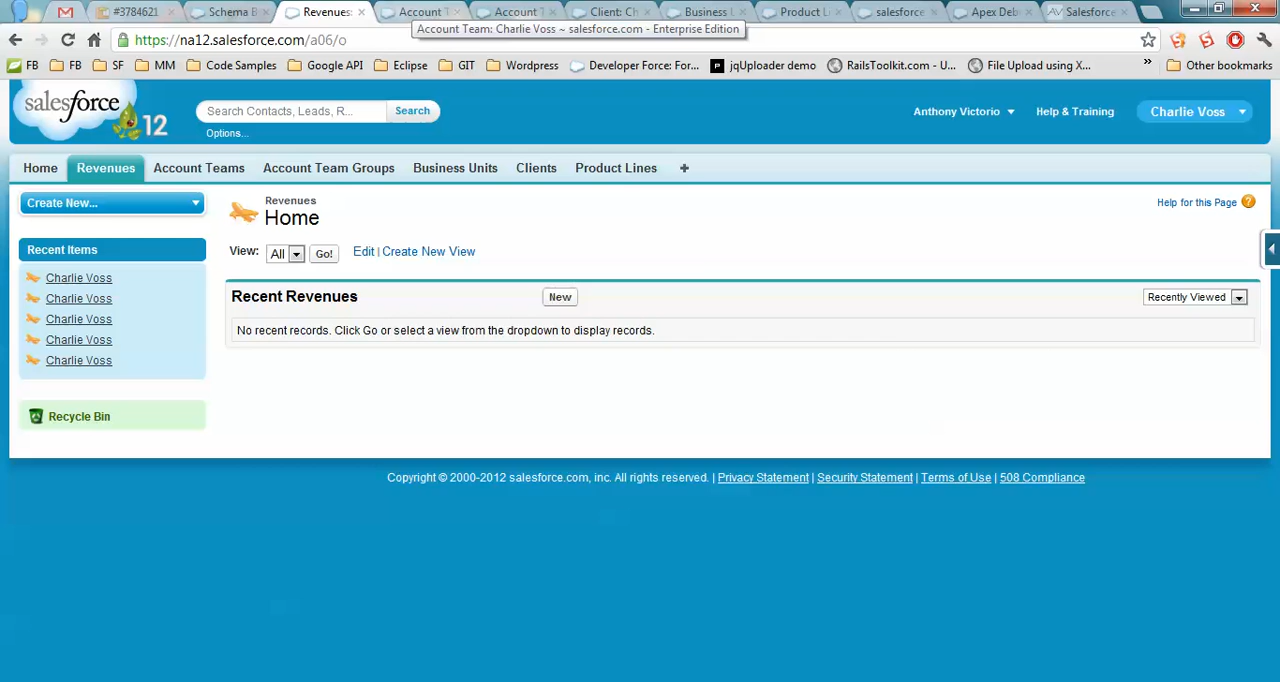 #3784621
Schema B
Revenues:
Account T
Account T
Client: Ch
Business L
Product L
salesforce
Apex Deb
Salesforce
Account Team: Charlie Voss ~ salesforce.com - Enterprise Edition
https://na12.salesforce.com/a06/o
FB
FB
SF
MM
Code Samples
Google API
Eclipse
GIT
Wordpress
Developer Force: For...
jqUploader demo
RailsToolkit.com - U...
File Upload using X...
»
Other bookmarks
salesforce 12
Search Contacts, Leads, R...
Search
Options...
Anthony Victorio
Help & Training
Charlie Voss
Home
Revenues
Account Teams
Account Team Groups
Business Units
Clients
Product Lines
+
Create New...
Recent Items
Charlie Voss
Charlie Voss
Charlie Voss
Charlie Voss
Charlie Voss
Recycle Bin
Revenues
Home
Help for this Page ?
View: All Go! Edit | Create New View
Recent Revenues
New
Recently Viewed
No recent records. Click Go or select a view from the dropdown to display records.
Copyright © 2000-2012 salesforce.com, inc. All rights reserved. | Privacy Statement | Security Statement | Terms of Use | 508 Compliance